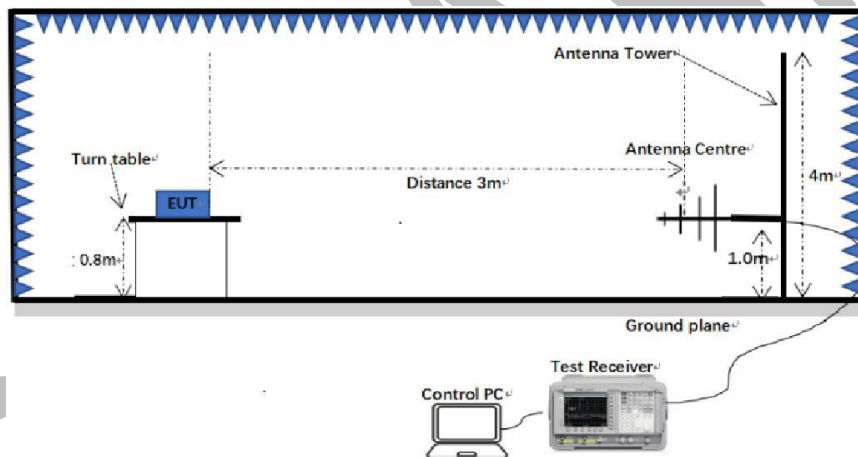 Antenna Tower
Antenna Centre
Turn table
Distance 3m
4m
EUT
: 0.8m
1.0m
Ground plane
Test Receiver
Control PC